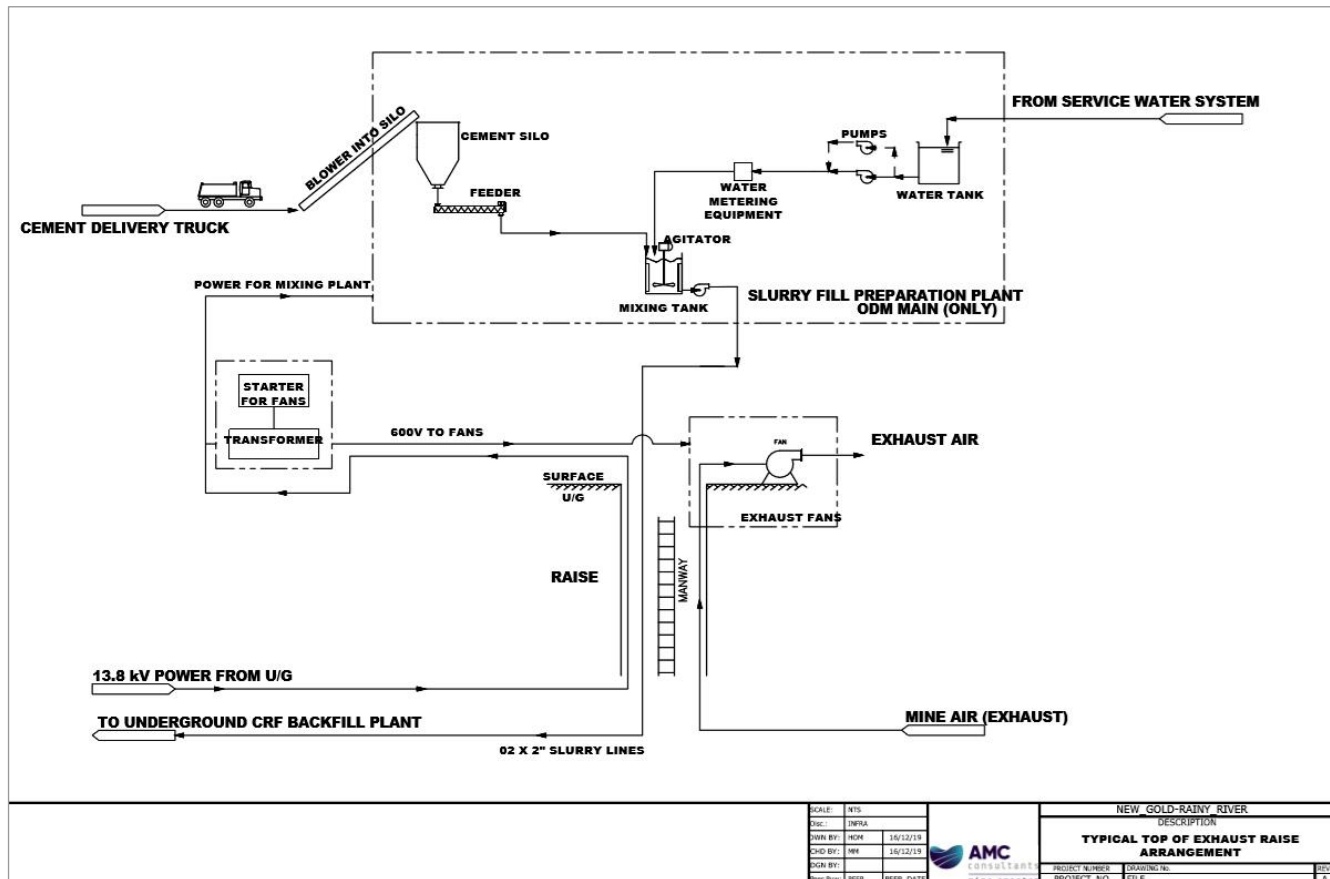 FROM SERVICE WATER SYSTEM
BLOWER INTO SILO
CEMENT SILO
PUMPS
FEEDER
WATER
METERING
EQUIPMENT
WATER TANK
CEMENT DELIVERY TRUCK
AGITATOR
POWER FOR MIXING PLANT
MIXING TANK
SLURRY FILL PREPARATION PLANT
ODM MAIN (ONLY)
STARTER
FOR FANS
TRANSFORMER
600V TO FANS
FAN
EXHAUST AIR
SURFACE
U/G
EXHAUST FANS
RAISE
MANWAY
13.8 kV POWER FROM U/G
TO UNDERGROUND CRF BACKFILL PLANT
MINE AIR (EXHAUST)
02 X 2" SLURRY LINES
SCALE: NTS
Disc.: INFRA
DWN BY: HOM 16/12/19
CHD BY: MM 16/12/19
DGN BY:
AMC
consultants
NEW_GOLD-RAINY_RIVER
DESCRIPTION
TYPICAL TOP OF EXHAUST RAISE
ARRANGEMENT
PROJECT NUMBER DRAWING No. REV